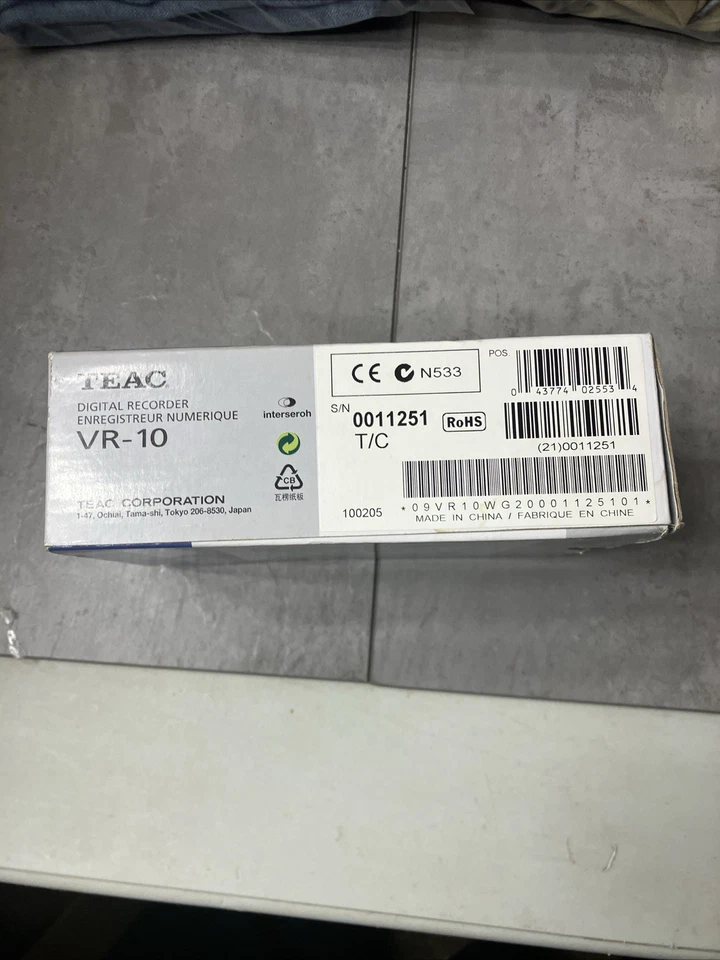 TEAC
DIGITAL RECORDER
ENREGISTREUR NUMERIQUE
VR-10
interseroh
CB
瓦楞纸板
TEAC CORPORATION
1-47, Ochiai, Tama-shi, Tokyo 206-8530, Japan
CE N533
POS.
0 43774 02553 4
S/N
0011251
RoHS
T/C
(21)0011251
100205
*09VR10WG20001125101*
MADE IN CHINA / FABRIQUE EN CHINE